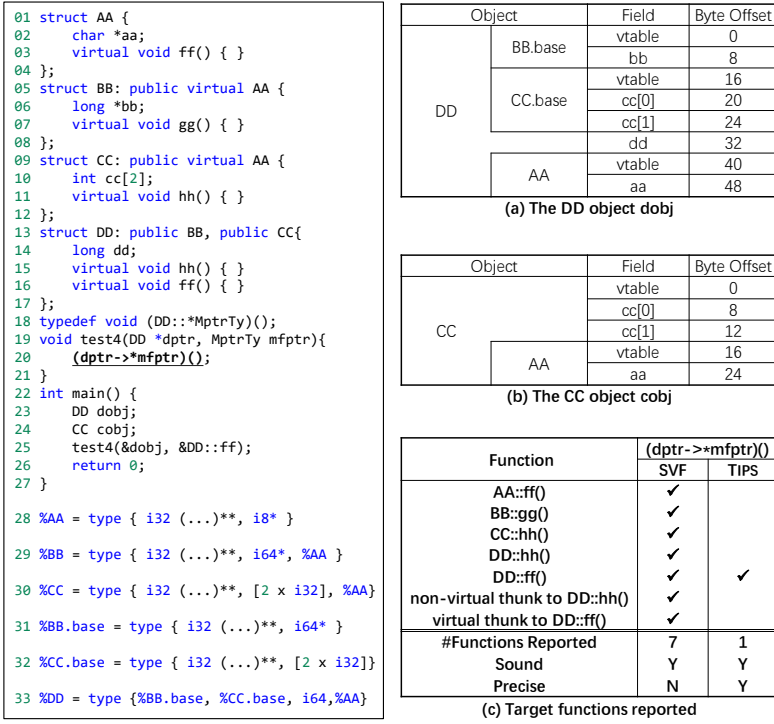 01 struct AA {
02 char *aa;
03 virtual void ff() { }
04 };
05 struct BB: public virtual AA {
06 long *bb;
07 virtual void gg() { }
08 };
09 struct CC: public virtual AA {
10 int cc[2];
11 virtual void hh() { }
12 };
13 struct DD: public BB, public CC{
14 long dd;
15 virtual void hh() { }
16 virtual void ff() { }
17 };
18 typedef void (DD::*MptrTy)();
19 void test4(DD *dptr, MptrTy mfptr){
20 (dptr->*mfptr)();
21 }
22 int main() {
23 DD dobj;
24 CC cobj;
25 test4(&dobj, &DD::ff);
26 return 0;
27 }
28 %AA = type { i32 (...)**, i8* }
29 %BB = type { i32 (...)**, i64*, %AA }
30 %CC = type { i32 (...)**, [2 x i32], %AA}
31 %BB.base = type { i32 (...)**, i64* }
32 %CC.base = type { i32 (...)**, [2 x i32]}
33 %DD = type {%BB.base, %CC.base, i64,%AA}
Object Field Byte Offset
DD BB.base vtable 0
bb 8
CC.base vtable 16
cc[0] 20
cc[1] 24
dd 32
AA vtable 40
aa 48
(a) The DD object dobj
Object Field Byte Offset
CC vtable 0
cc[0] 8
cc[1] 12
AA vtable 16
aa 24
(b) The CC object cobj
Function (dptr->*mfptr)()
SVF TIPS
AA::ff() ✓
BB::gg() ✓
CC::hh() ✓
DD::hh() ✓
DD::ff() ✓ ✓
non-virtual thunk to DD::hh() ✓
virtual thunk to DD::ff() ✓
#Functions Reported 7 1
Sound Y Y
Precise N Y
(c) Target functions reported